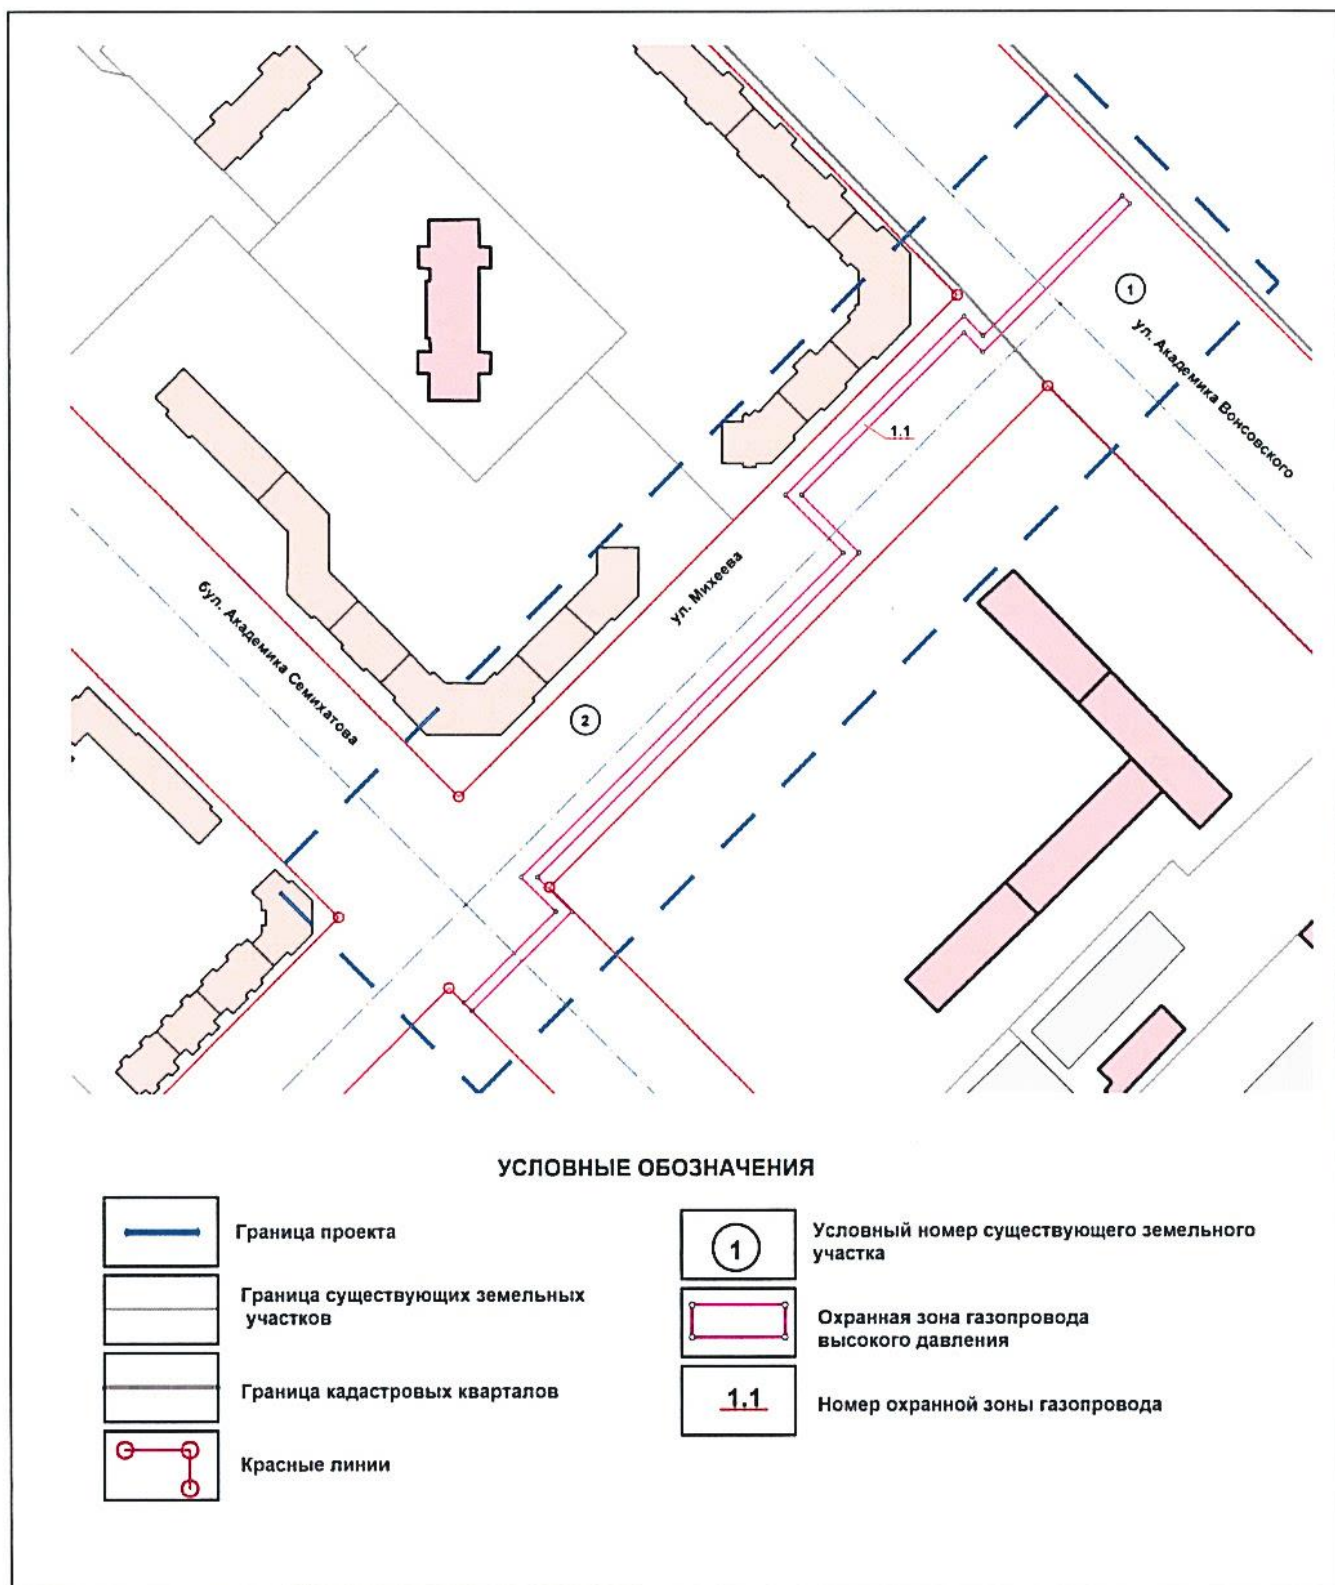 1
ул. Академика Вонсовского
1.1
ул. Михеева
бул. Академика Семихатова
2
УСЛОВНЫЕ ОБОЗНАЧЕНИЯ
Граница проекта
Граница существующих земельных
участков
Граница кадастровых кварталов
Красные линии
1
Условный номер существующего земельного
участка
Охранная зона газопровода
высокого давления
1.1
Номер охранной зоны газопровода